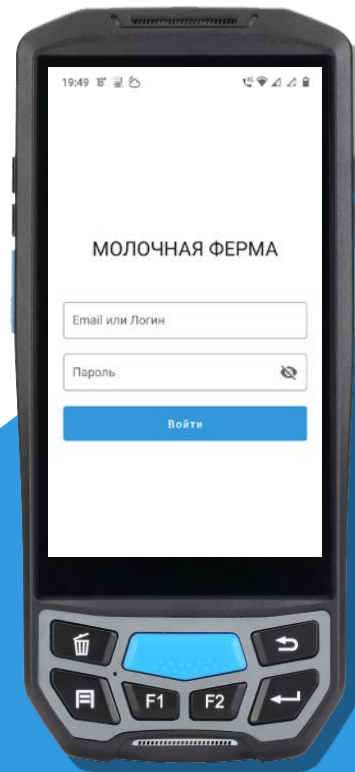 19:49
МОЛОЧНАЯ ФЕРМА
Email или Логин
Пароль
Войти
F1 F2